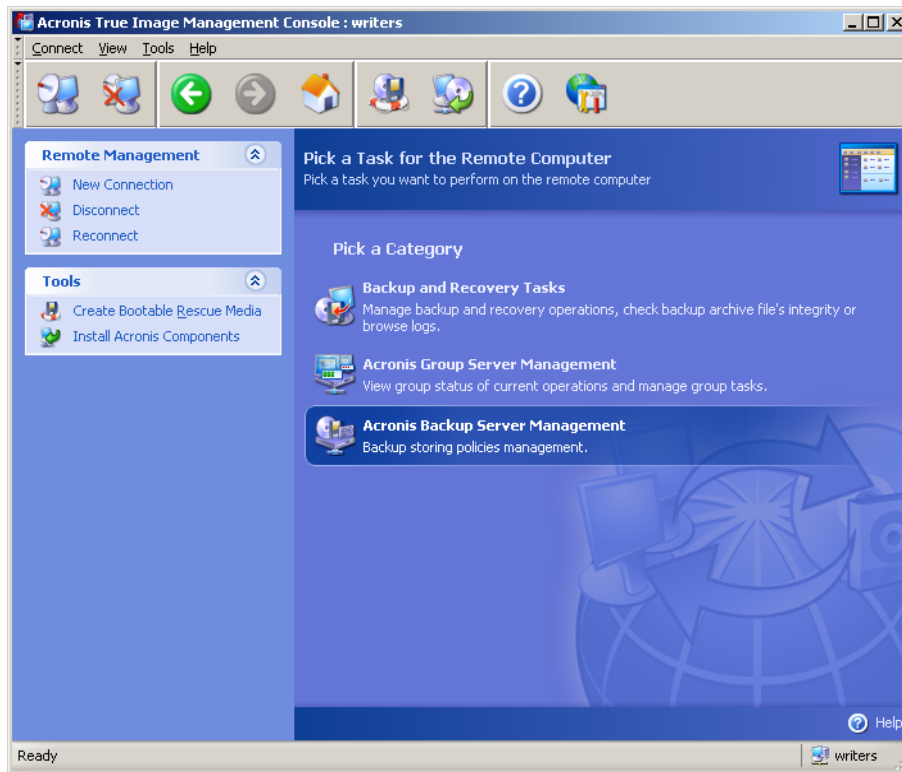 Acronis True Image Management Console : writers
Connect View Tools Help
Remote Management
New Connection
Disconnect
Reconnect
Tools
Create Bootable Rescue Media
Install Acronis Components
Pick a Task for the Remote Computer
Pick a task you want to perform on the remote computer
Pick a Category
Backup and Recovery Tasks
Manage backup and recovery operations, check backup archive file's integrity or
browse logs.
Acronis Group Server Management
View group status of current operations and manage group tasks.
Acronis Backup Server Management
Backup storing policies management.
Help
Ready
writers